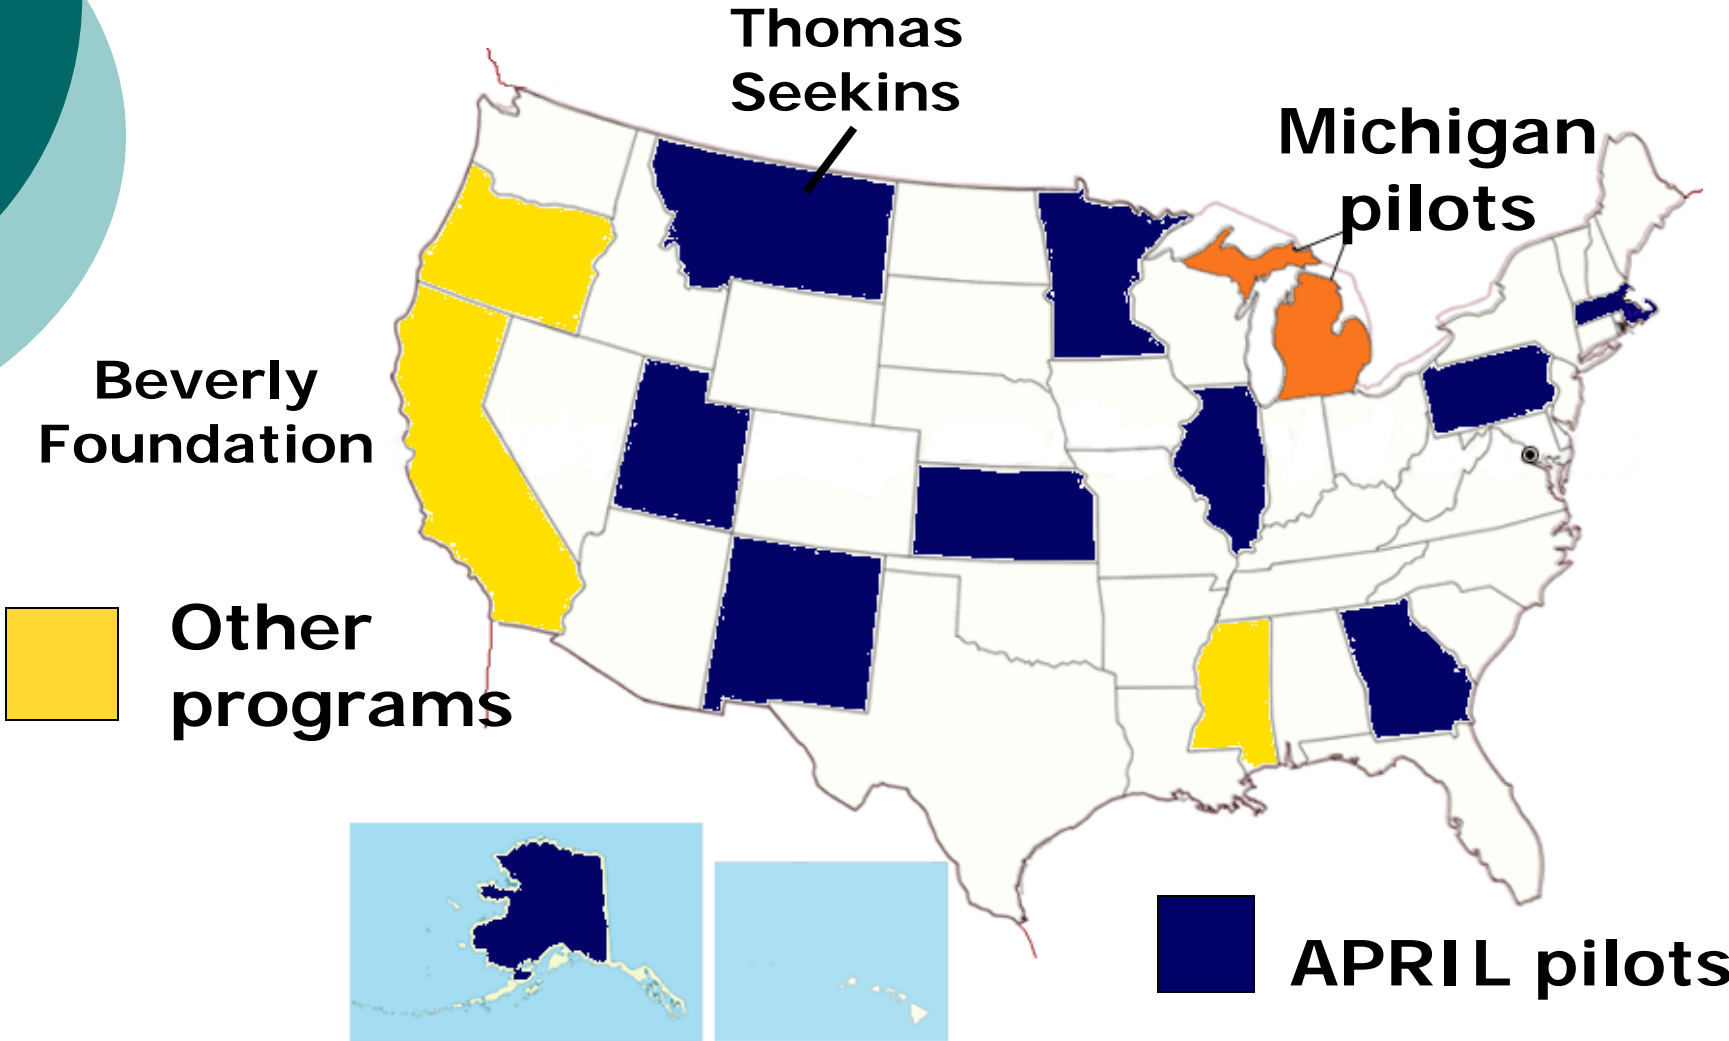 Thomas
Seekins
Michigan
pilots
Beverly
Foundation
Other
programs
APRIL pilots